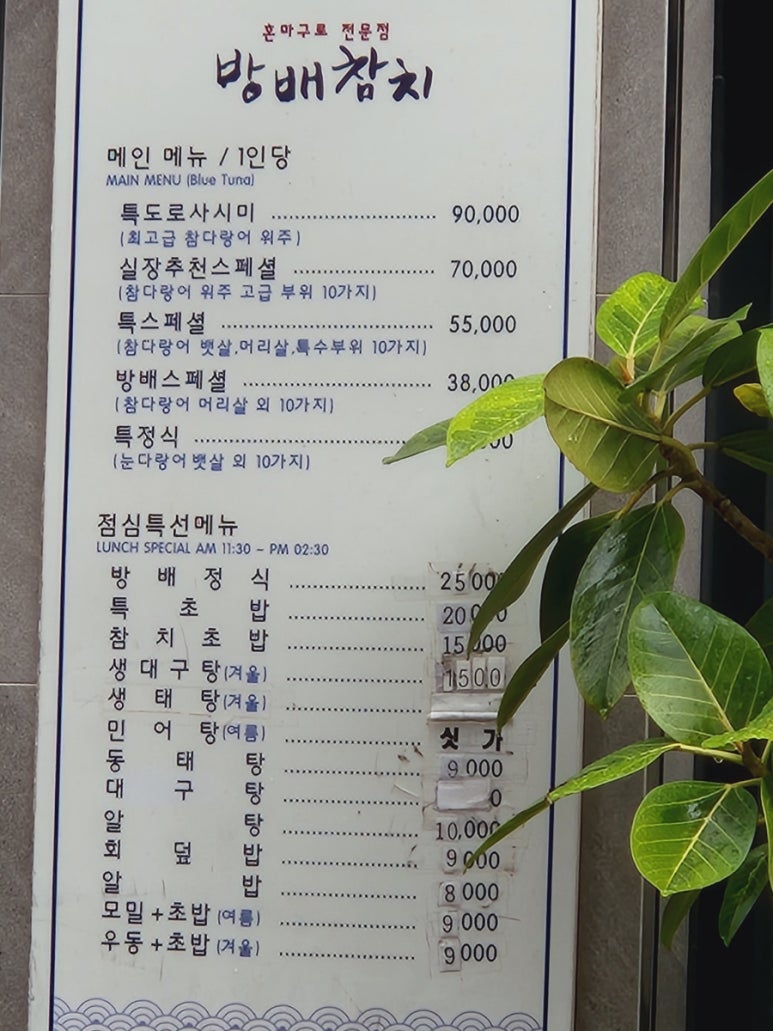 혼마구로 전문점
방배참치
메인 메뉴 / 1인당
MAIN MENU (Blue Tuna)
특도로사시미 ........................ 90,000
(최고급 참다랑어 위주)
실장추천스페셜 ........................ 70,000
(참다랑어 위주 고급 부위 10가지)
특스페셜 ........................ 55,000
(참다랑어 뱃살,머리살,특수부위 10가지)
방배스페셜 ........................ 38,000
(참다랑어 머리살 외 10가지)
특정식 ........................
(눈다랑어뱃살 외 10가지)
점심특선메뉴
LUNCH SPECIAL AM 11:30 ~ PM 02:30
방배정식 ........................ 25000
특초밥 ........................ 20000
참치초밥 ........................ 15,000
생대구탕(겨울) ........................ 1500
생태탕(겨울) ........................
민어탕(여름) ........................ 싯가
동태탕 ........................ 9000
대구탕 ........................
알탕 ........................ 10,000
회덮밥 ........................ 9000
알밥 ........................ 8000
모밀+초밥(여름) ........................ 9000
우동+초밥(겨울) ........................ 9000